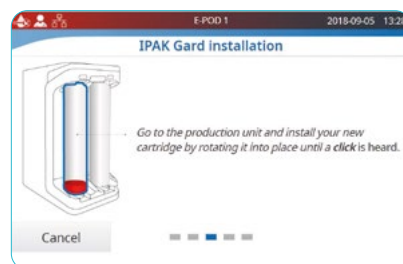 E-POD 1 2018-09-05 13:28
IPAK Gard installation
Go to the production unit and install your new
cartridge by rotating it into place until a click is heard.
Cancel